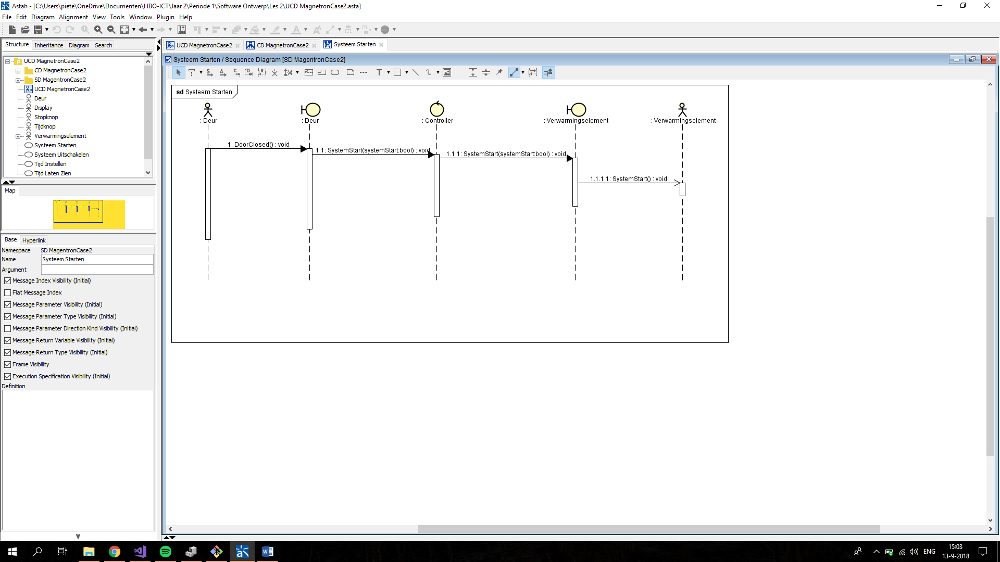 Astah - [C:\Users\piete\OneDrive\Documenten\HBO-ICT\Jaar 2\Periode 1\Software Ontwerp\Les 2\UCD MagnetronCase2.asta]
File Edit Diagram Alignment View Tools Window Plugin Help
Structure Inheritance Diagram Search
UCD MagnetronCase2
CD MagnetronCase2
SD MagentronCase2
UCD MagnetronCase2
Deur
Display
Stopknop
Tijdknop
Verwarmingselement
Systeem Starten
Systeem Uitschakelen
Tijd Instellen
Tijd Laten Zien
Map
Base Hyperlink
Namespace SD MagentronCase2
Name Systeem Starten
Argument
Message Index Visibility (Initial)
Flat Message Index
Message Parameter Visibility (Initial)
Message Parameter Type Visibility (Initial)
Message Parameter Direction Kind Visibility (Initial)
Message Return Variable Visibility (Initial)
Message Return Type Visibility (Initial)
Frame Visibility
Execution Specification Visibility (Initial)
Definition
UCD MagnetronCase2 CD MagnetronCase2 Systeem Starten
Systeem Starten / Sequence Diagram [SD MagentronCase2]
sd Systeem Starten
: Deur : Deur : Controller : Verwarmingselement : Verwarmingselement
1: DoorClosed() : void
1.1: SystemStart(systemStart:bool) : void
1.1.1: SystemStart(systemStart:bool) : void
1.1.1.1: SystemStart() : void
ENG
15:03
13-9-2018